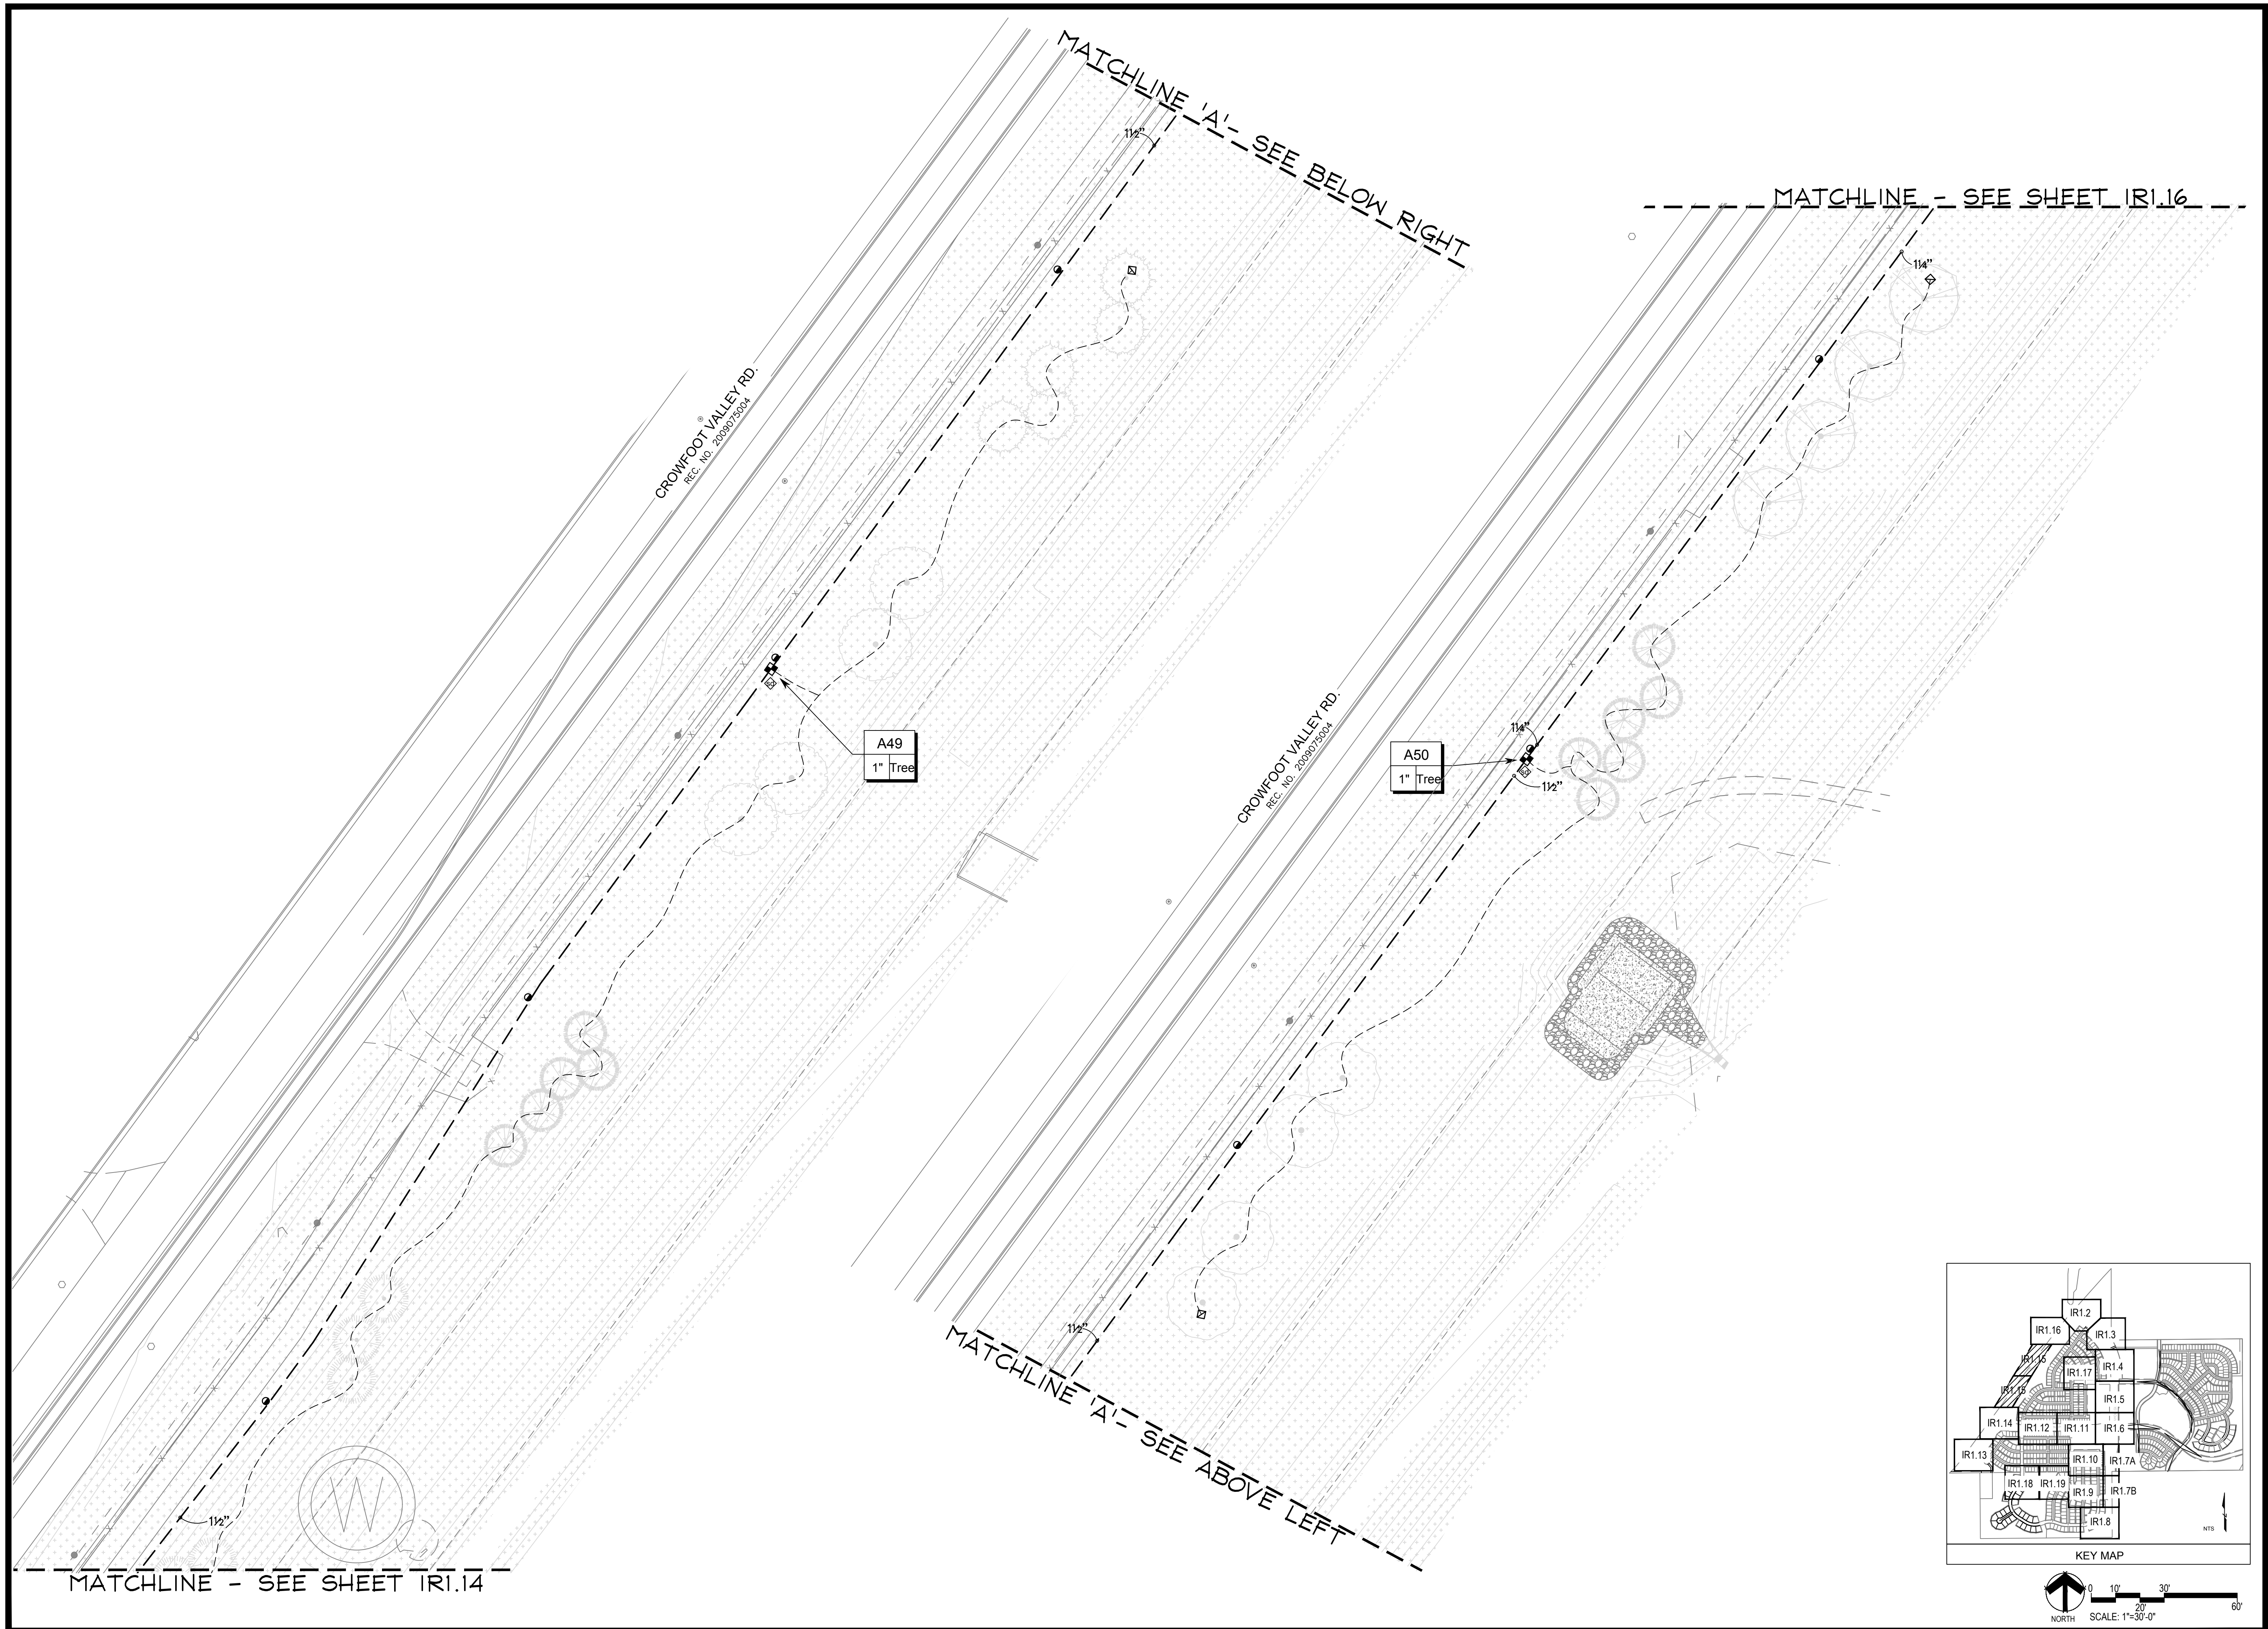 MATCHLINE 'A'- SEE BELOW RIGHT
1½"
MATCHLINE - SEE SHEET IR1.16
1¼"
CROWFOOT VALLEY RD.
REC. NO. 2009075004
A49
1" Tree
CROWFOOT VALLEY RD.
REC. NO. 2009075004
1¼"
A50
1" Tree
1½"
1½"
MATCHLINE 'A'- SEE ABOVE LEFT
W
1½"
MATCHLINE - SEE SHEET IR1.14
IR1.2
IR1.16
IR1.3
IR1.15
IR1.4
IR1.17
IR1.15
IR1.5
IR1.14
IR1.12
IR1.11
IR1.6
IR1.13
IR1.10
IR1.7A
IR1.18
IR1.19
IR1.9
IR1.7B
IR1.8
NTS
KEY MAP
0 10' 30'
20' 60'
NORTH
SCALE: 1"=30'-0"